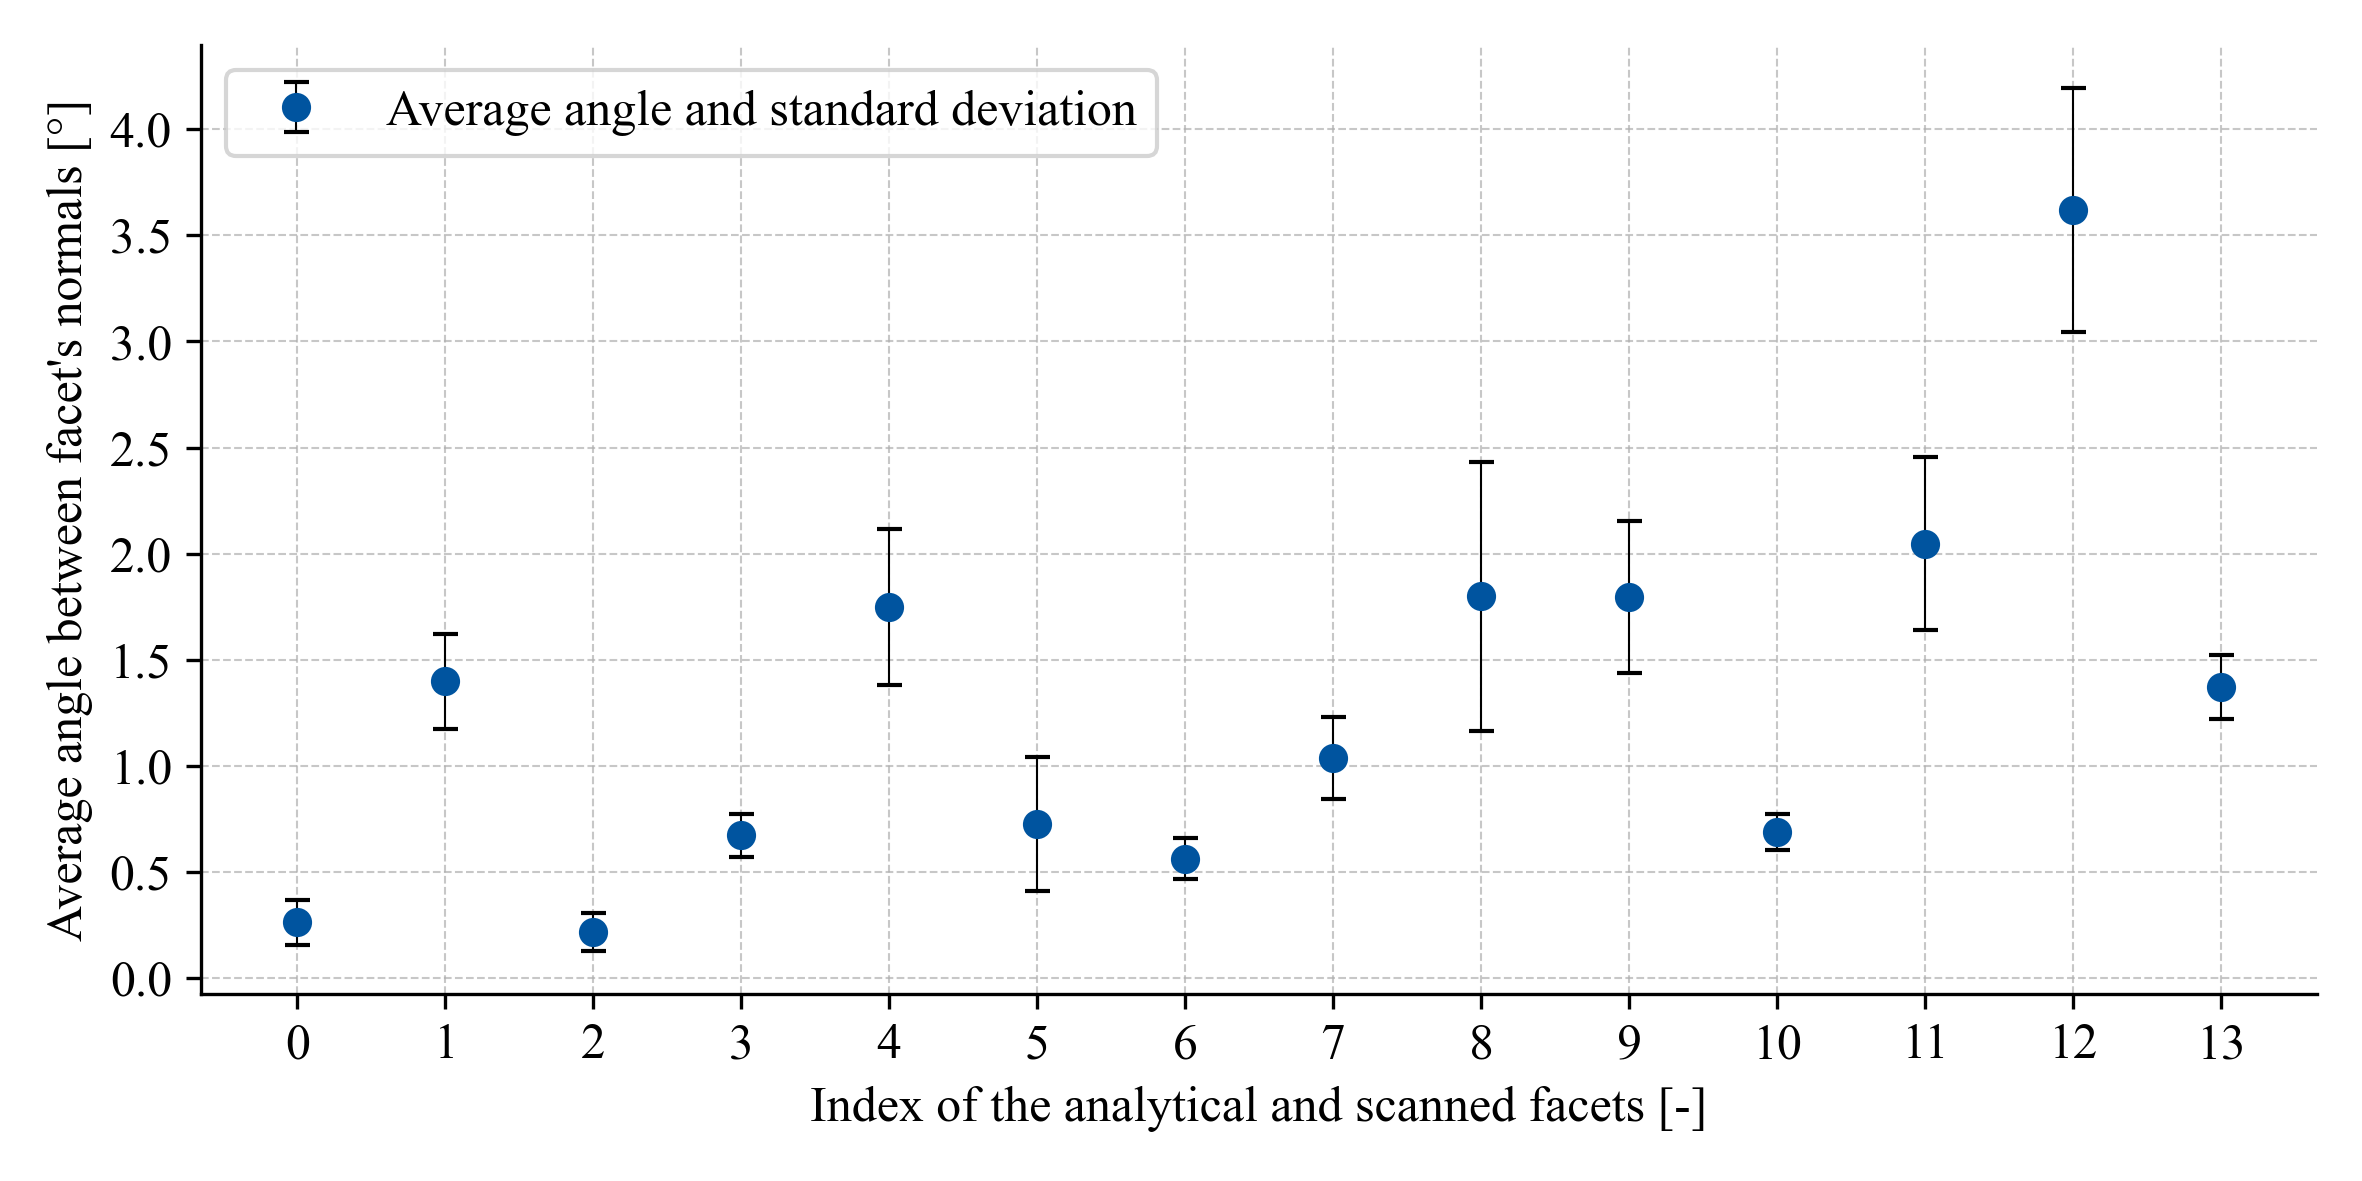 Average angle and standard deviation
Average angle between facet's normals [°]
4.0
3.5
3.0
2.5
2.0
1.5
1.0
0.5
0.0
0 1 2 3 4 5 6 7 8 9 10 11 12 13
Index of the analytical and scanned facets [-]